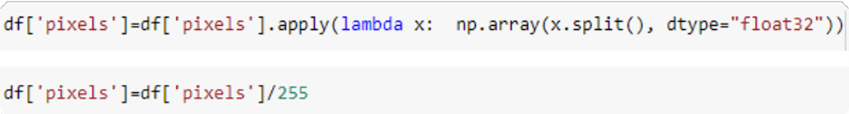 df['pixels']=df['pixels'].apply(lambda x:  np.array(x.split(), dtype="float32"))
df['pixels']=df['pixels']/255